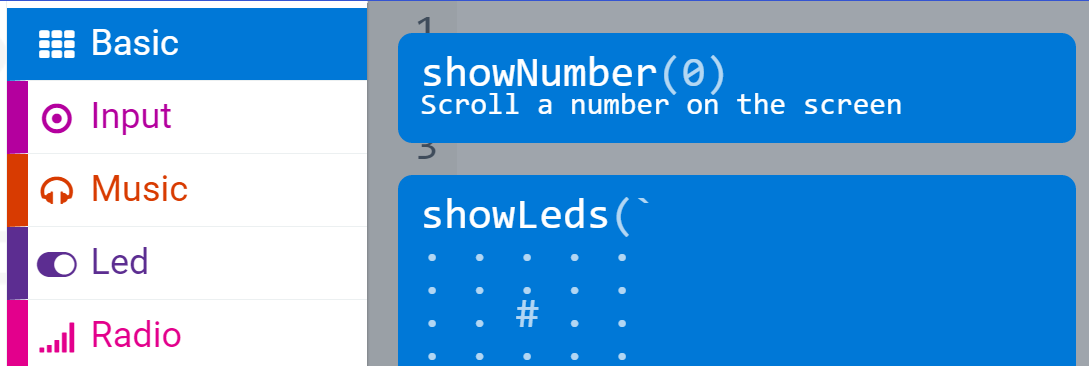 Basic
Input
Music
Led
Radio
1
showNumber(0)
Scroll a number on the screen
3
showLeds(`
. . . . .
. . . . .
. . # . .
. . . . .